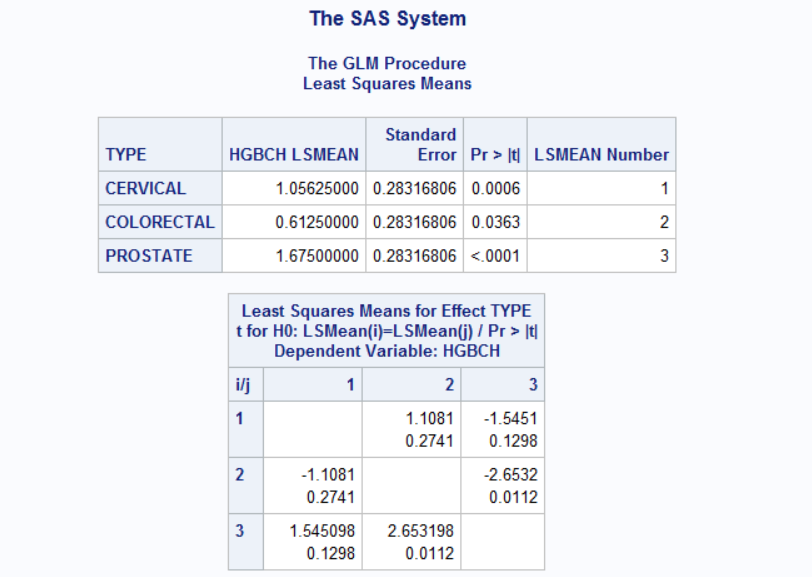 The SAS System
The GLM Procedure
Least Squares Means
Standard
TYPE HGBCH LSMEAN Error Pr > |t| LSMEAN Number
CERVICAL 1.05625000 0.28316806 0.0006 1
COLORECTAL 0.61250000 0.28316806 0.0363 2
PROSTATE 1.67500000 0.28316806 <.0001 3
Least Squares Means for Effect TYPE
t for H0: LSMean(i)=LSMean(j) / Pr > |t|
Dependent Variable: HGBCH
i/j 1 2 3
1 1.1081 -1.5451
0.2741 0.1298
2 -1.1081 -2.6532
0.2741 0.0112
3 1.545098 2.653198
0.1298 0.0112